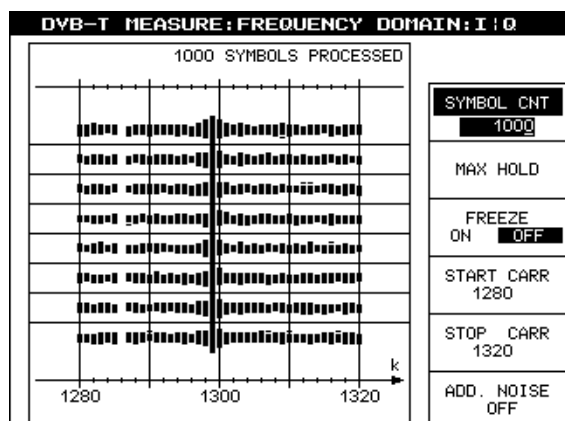 DVB-T MEASURE:FREQUENCY DOMAIN:I¦Q
1000 SYMBOLS PROCESSED
k
1280 1300 1320
SYMBOL CNT
1000
MAX HOLD
FREEZE
ON OFF
START CARR
1280
STOP CARR
1320
ADD. NOISE
OFF